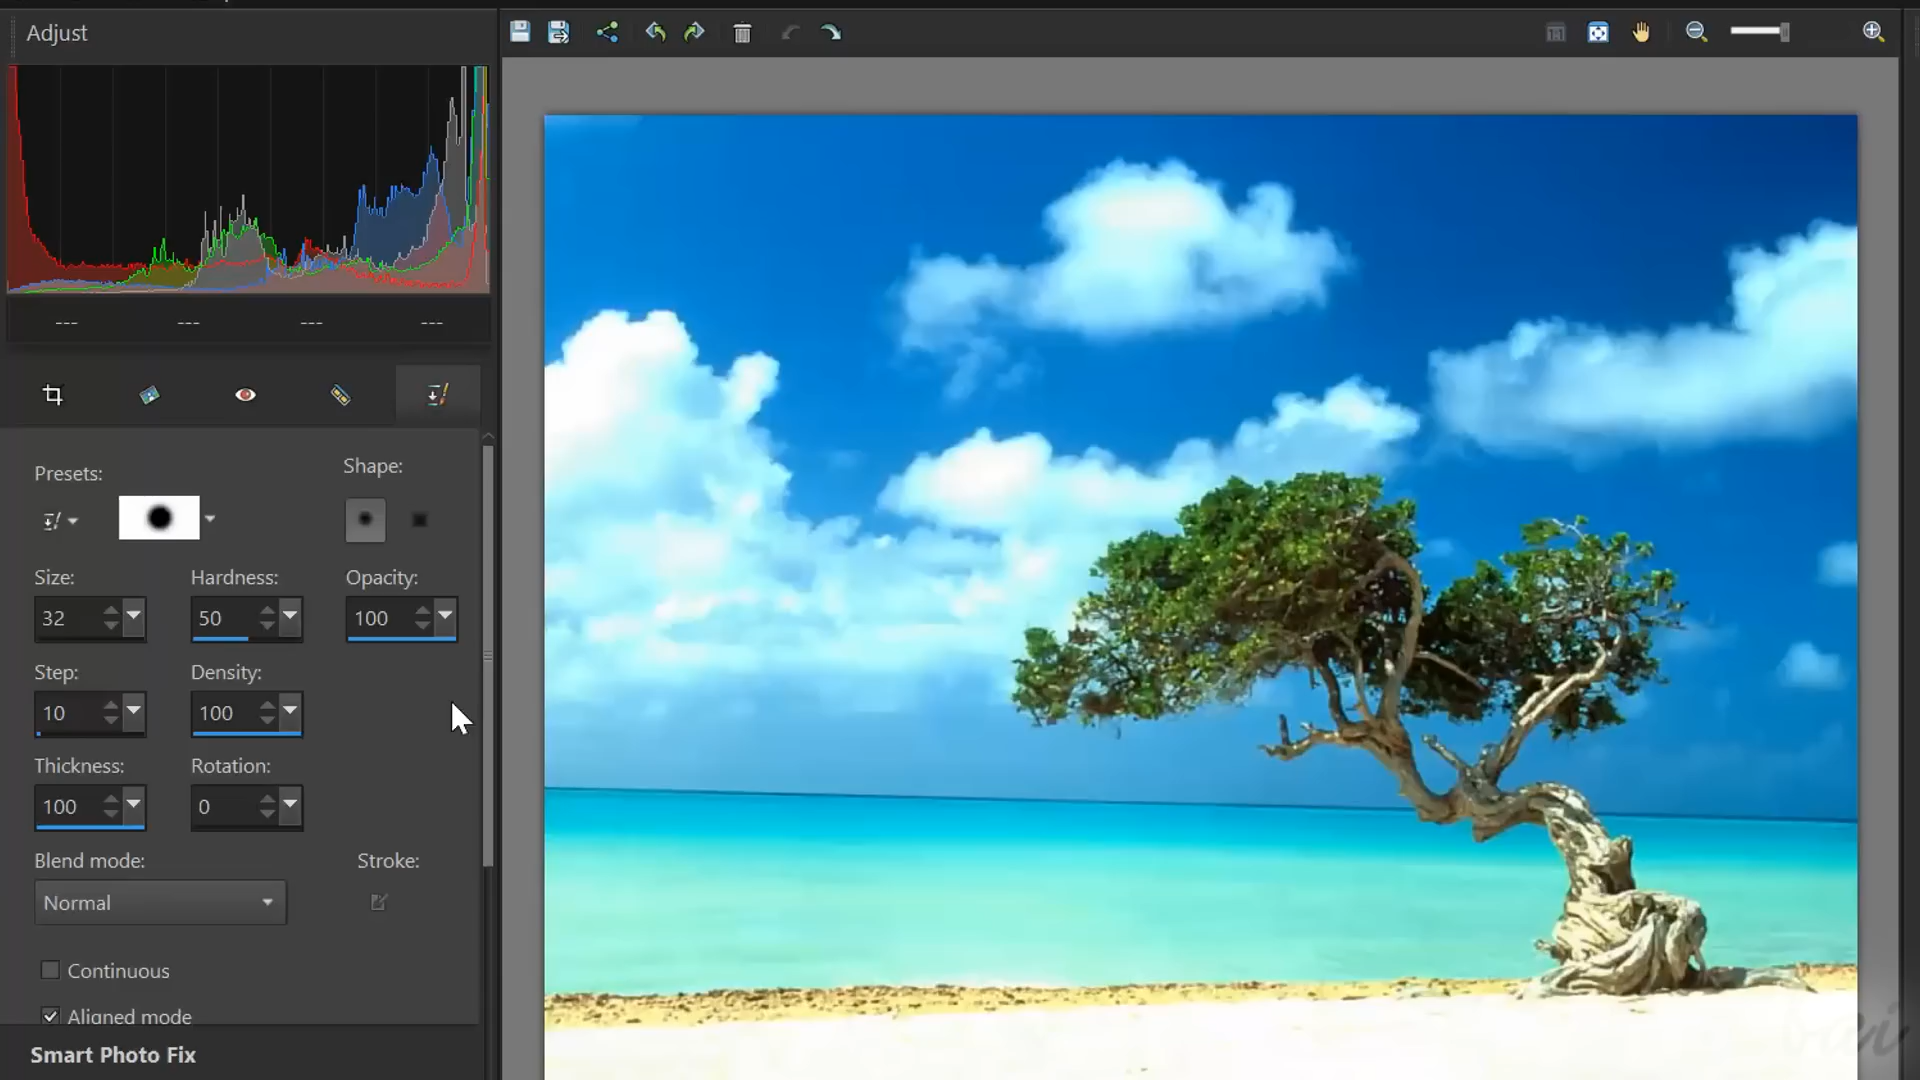 Adjust
--- --- --- ---
Presets:
Shape:
Size:
Hardness:
Opacity:
32
50
100
Step:
Density:
10
100
Thickness:
Rotation:
100
0
Blend mode:
Stroke:
Normal
Continuous
Aligned mode
Smart Photo Fix